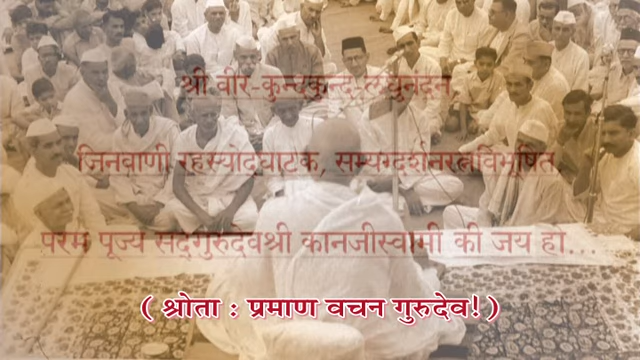 श्री वीर-कुन्दकुन्द-लघुनंदन
जिनवाणी रहस्योद्घाटक, सम्यग्दर्शनरत्नविभूषित,
परम पूज्य सद्गुरुदेवश्री कानजीस्वामी की जय हो...
( श्रोता : प्रमाण वचन गुरुदेव! )